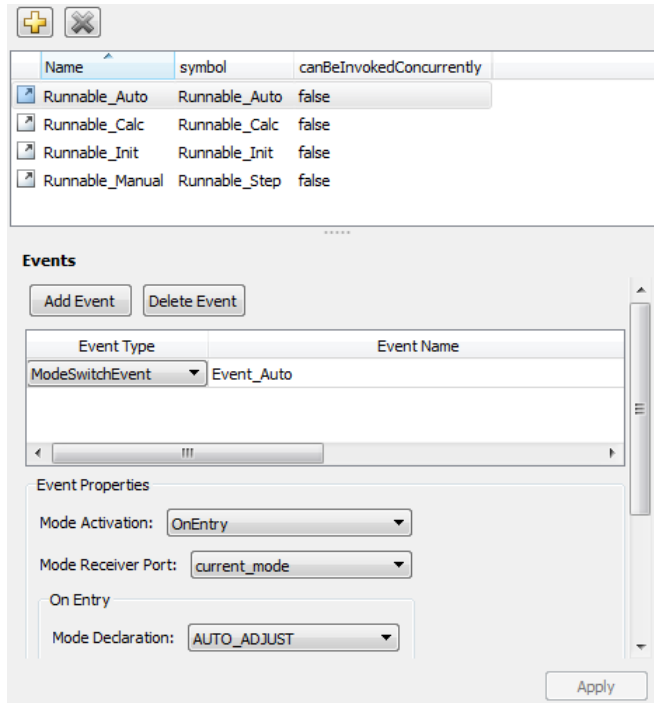 Name symbol canBeInvokedConcurrently
Runnable_Auto Runnable_Auto false
Runnable_Calc Runnable_Calc false
Runnable_Init Runnable_Init false
Runnable_Manual Runnable_Step false
Events
Add Event Delete Event
Event Type Event Name
ModeSwitchEvent Event_Auto
Event Properties
Mode Activation: OnEntry
Mode Receiver Port: current_mode
On Entry
Mode Declaration: AUTO_ADJUST
Apply